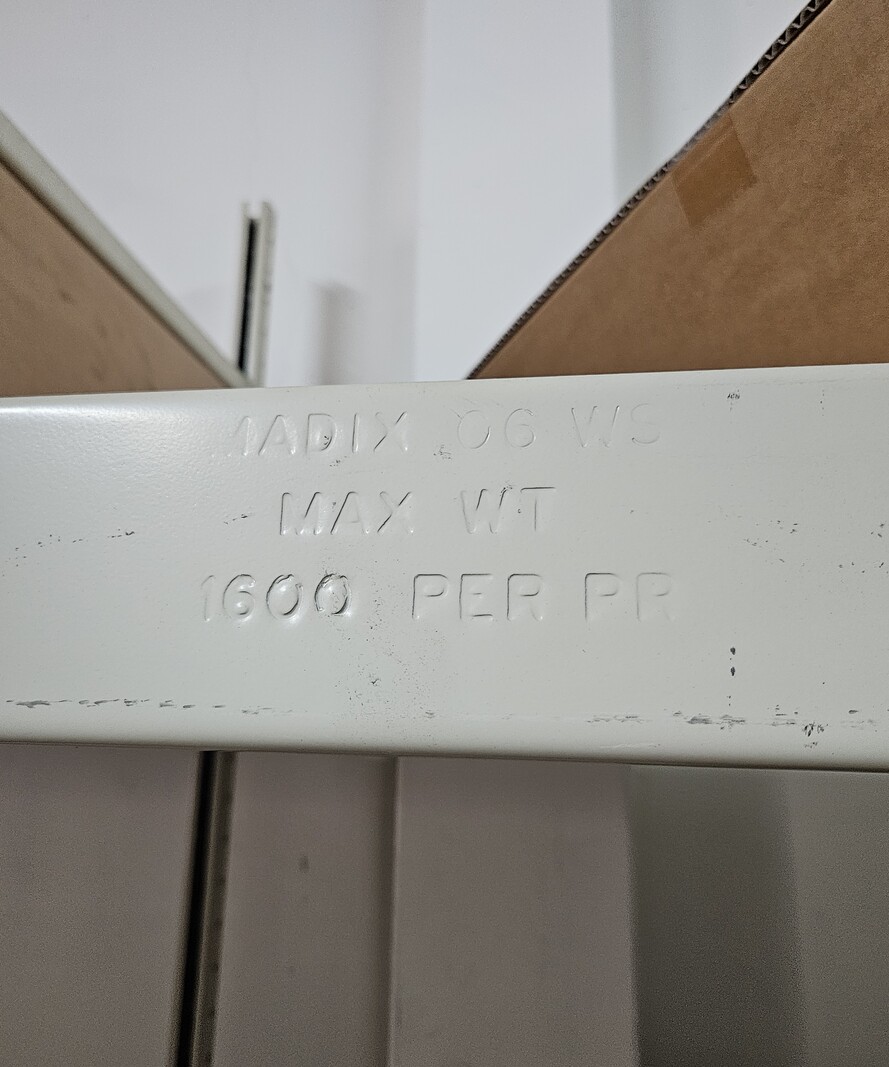 MADIX 06 WS
MAX WT
1600 PER PR